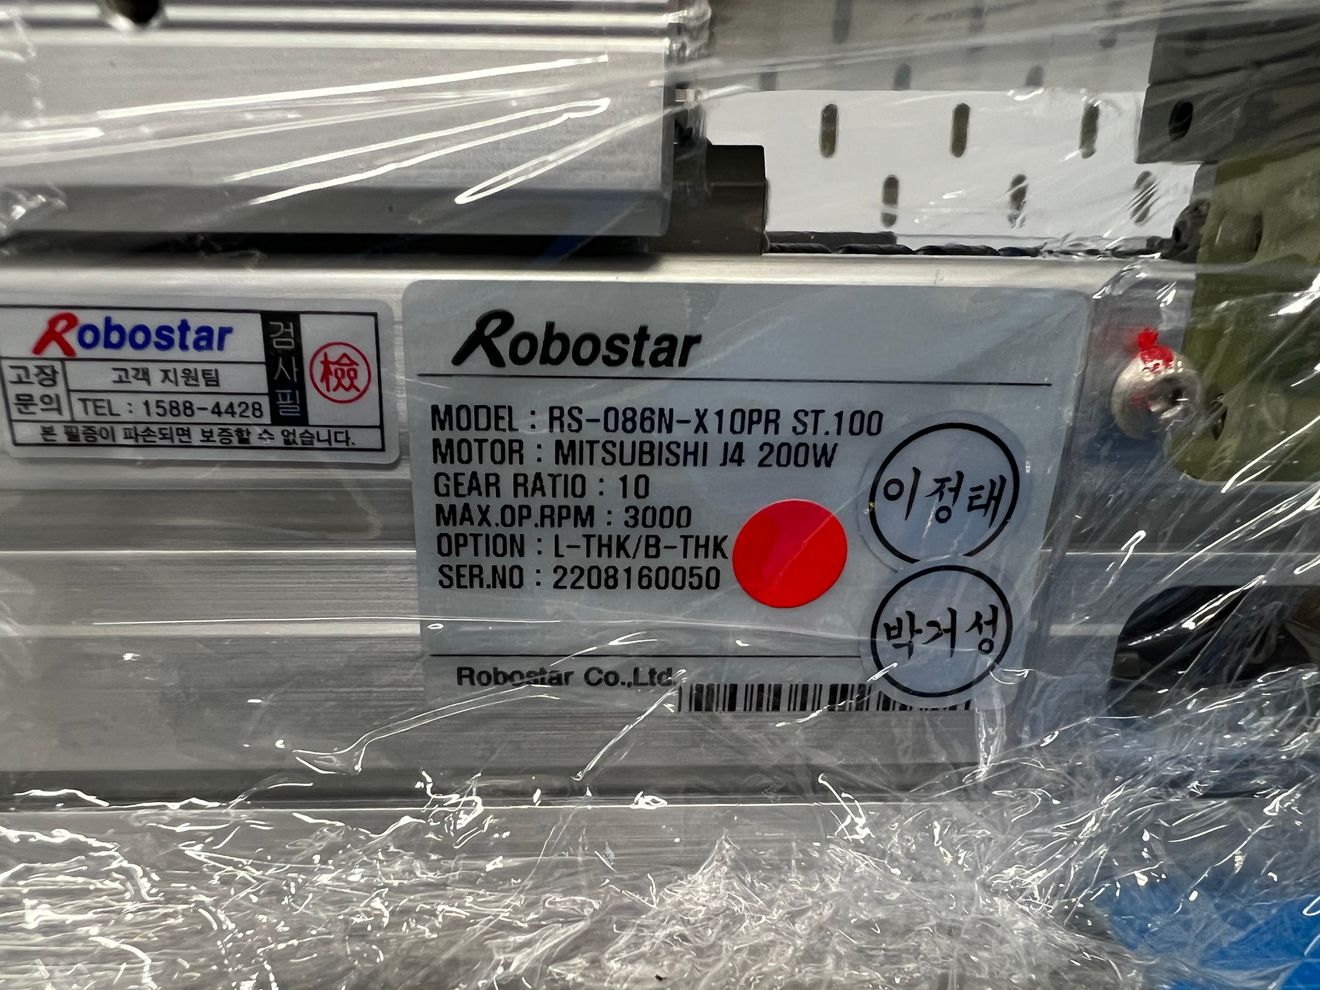 Robostar
검사필
檢
고장
문의
고객 지원팀
TEL : 1588-4428
본 필증이 파손되면 보증할 수 없습니다.
Robostar
MODEL : RS-086N-X10PR ST.100
MOTOR : MITSUBISHI J4 200W
GEAR RATIO : 10
MAX.OP.RPM : 3000
OPTION : L-THK/B-THK
SER.NO : 2208160050
이정태
박거성
Robostar Co.,Ltd.